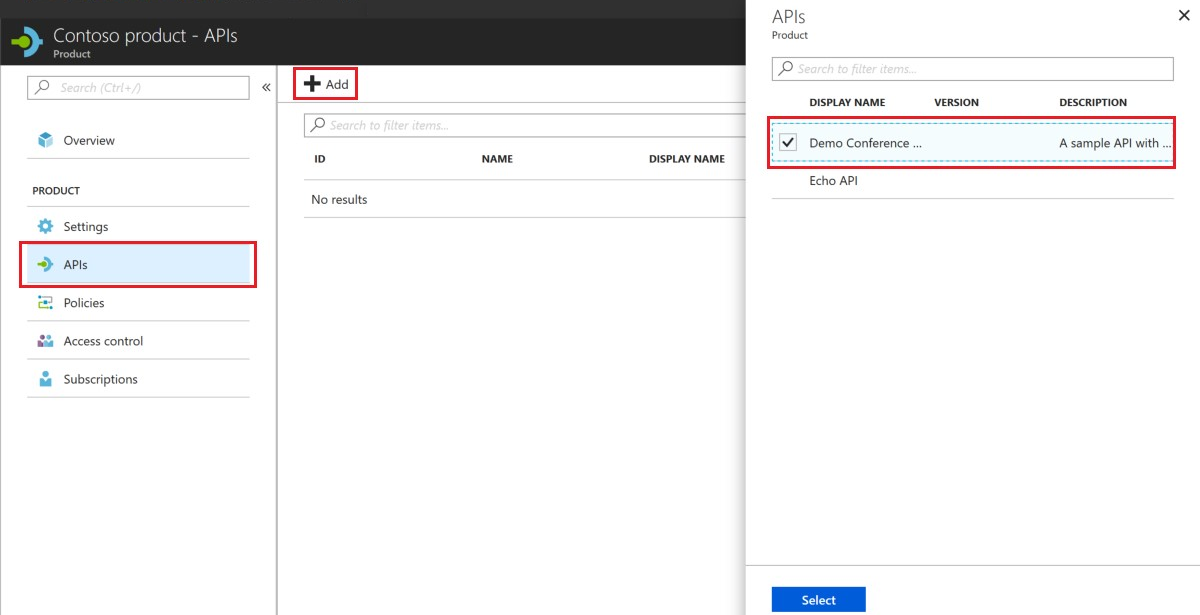 Contoso product - APIs
Product
Search (Ctrl+/)
«
Overview
PRODUCT
Settings
APIs
Policies
Access control
Subscriptions
Add
Search to filter items...
ID NAME DISPLAY NAME
No results
APIs
Product
Search to filter items...
DISPLAY NAME VERSION DESCRIPTION
Demo Conference ... A sample API with ...
Echo API
Select